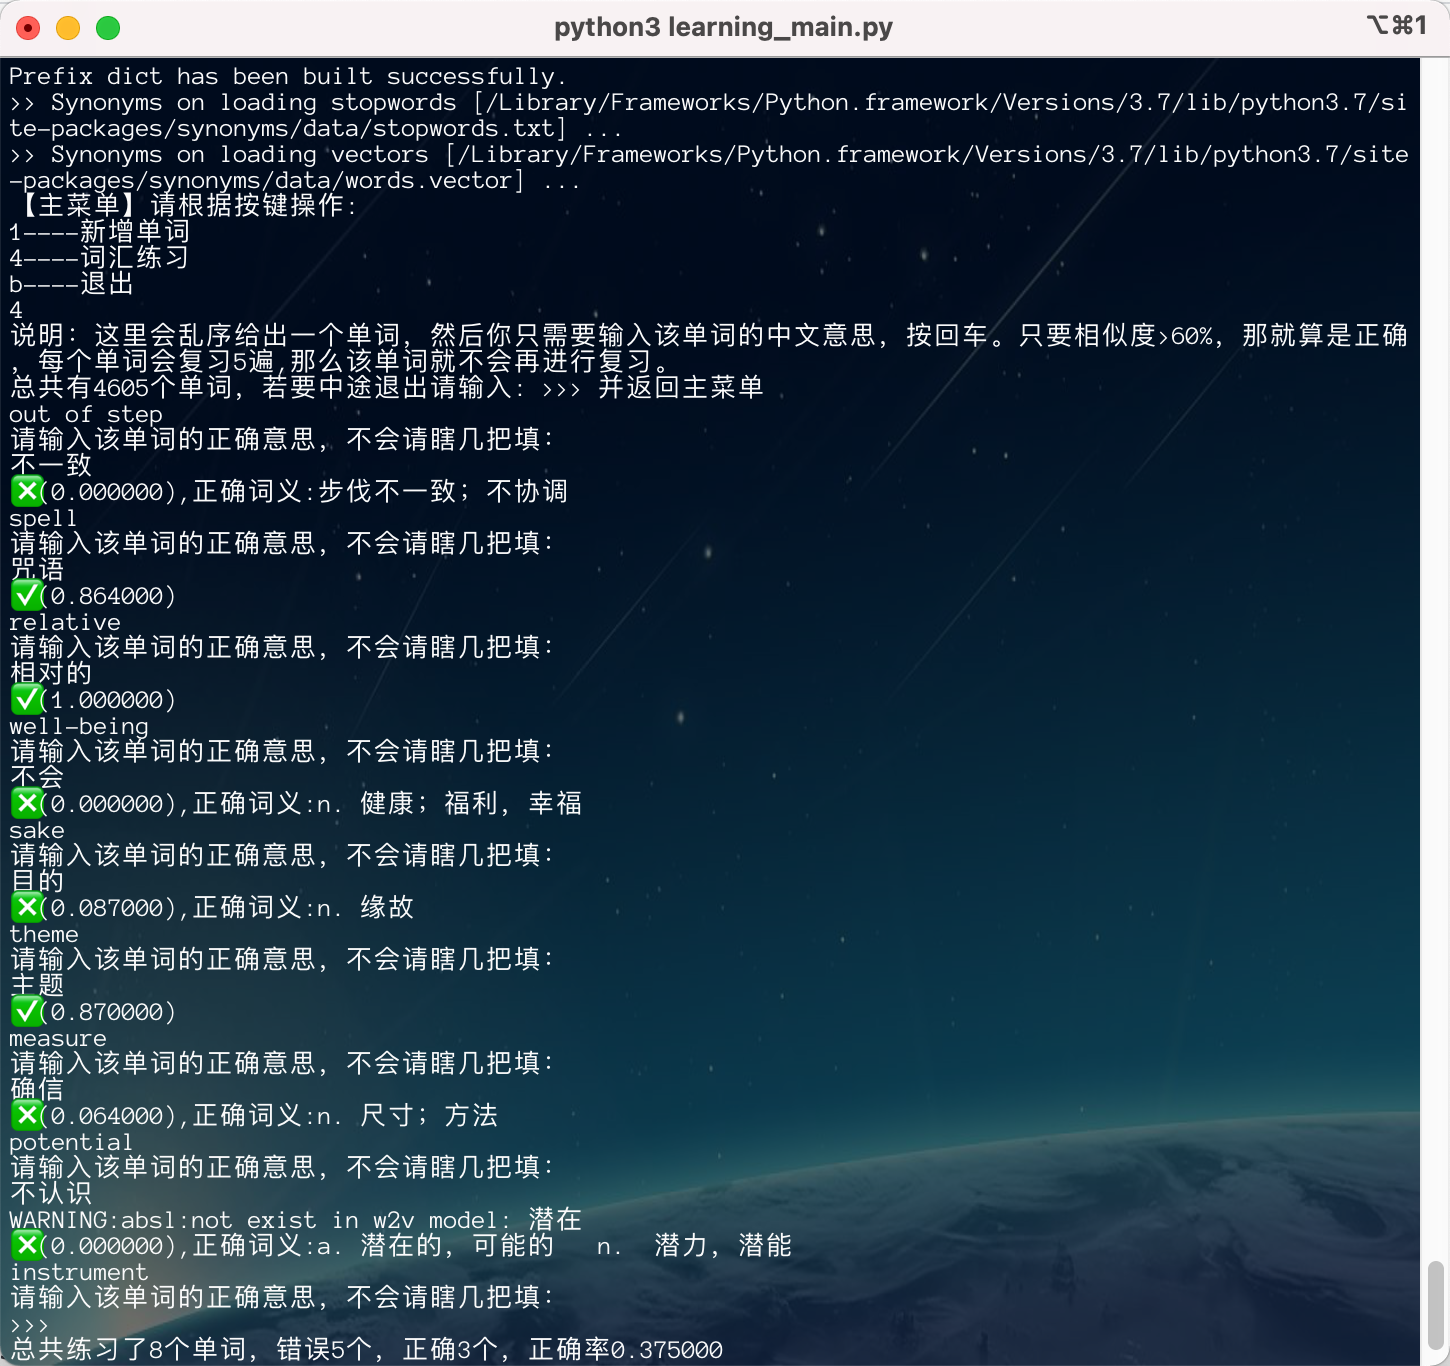 python3 learning_main.py
⌥⌘1
Prefix dict has been built successfully.
>> Synonyms on loading stopwords [/Library/Frameworks/Python.framework/Versions/3.7/lib/python3.7/si
te-packages/synonyms/data/stopwords.txt] ...
>> Synonyms on loading vectors [/Library/Frameworks/Python.framework/Versions/3.7/lib/python3.7/site
-packages/synonyms/data/words.vector] ...
【主菜单】请根据按键操作:
1----新增单词
4----词汇练习
b----退出
4
说明: 这里会乱序给出一个单词, 然后你只需要输入该单词的中文意思, 按回车。只要相似度>60%, 那就算是正确
, 每个单词会复习5遍,那么该单词就不会再进行复习。
总共有4605个单词, 若要中途退出请输入: >>> 并返回主菜单
out of step
请输入该单词的正确意思, 不会请瞎几把填:
不一致
❎(0.000000),正确词义:步伐不一致; 不协调
spell
请输入该单词的正确意思, 不会请瞎几把填:
咒语
✅(0.864000)
relative
请输入该单词的正确意思, 不会请瞎几把填:
相对的
✅(1.000000)
well-being
请输入该单词的正确意思, 不会请瞎几把填:
不会
❎(0.000000),正确词义:n. 健康; 福利, 幸福
sake
请输入该单词的正确意思, 不会请瞎几把填:
目的
❎(0.087000),正确词义:n. 缘故
theme
请输入该单词的正确意思, 不会请瞎几把填:
主题
✅(0.870000)
measure
请输入该单词的正确意思, 不会请瞎几把填:
确信
❎(0.064000),正确词义:n. 尺寸; 方法
potential
请输入该单词的正确意思, 不会请瞎几把填:
不认识
WARNING:absl:not exist in w2v model: 潜在
❎(0.000000),正确词义:a. 潜在的, 可能的   n.  潜力, 潜能
instrument
请输入该单词的正确意思, 不会请瞎几把填:
>>>
总共练习了8个单词, 错误5个, 正确3个, 正确率0.375000